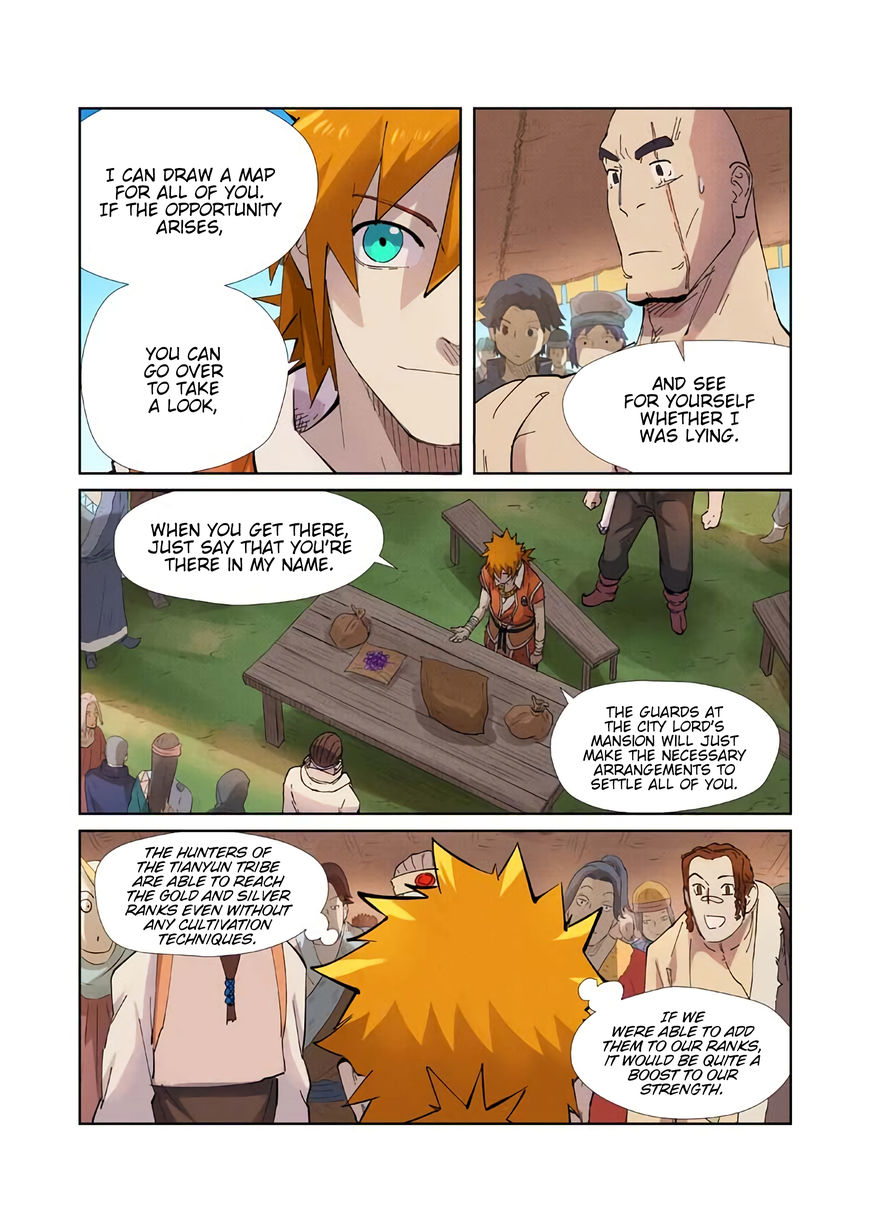 I CAN DRAW A MAP
FOR ALL OF YOU.
IF THE OPPORTUNITY
ARISES,
YOU CAN
GO OVER
TO TAKE
A LOOK,
AND SEE
FOR YOURSELF
WHETHER I
WAS LYING.
WHEN YOU GET THERE,
JUST SAY THAT YOU'RE
THERE IN MY NAME.
THE GUARDS AT
THE CITY LORD'S
MANSION WILL JUST
MAKE THE NECESSARY
ARRANGEMENTS TO
SETTLE ALL OF YOU.
THE HUNTERS OF
THE TIANYUN TRIBE
ARE ABLE TO REACH
THE GOLD AND SILVER
RANKS EVEN WITHOUT
ANY CULTIVATION
TECHNIQUES.
IF WE
WERE ABLE TO ADD
THEM TO OUR RANKS,
IT WOULD BE QUITE A
BOOST TO OUR
STRENGTH.